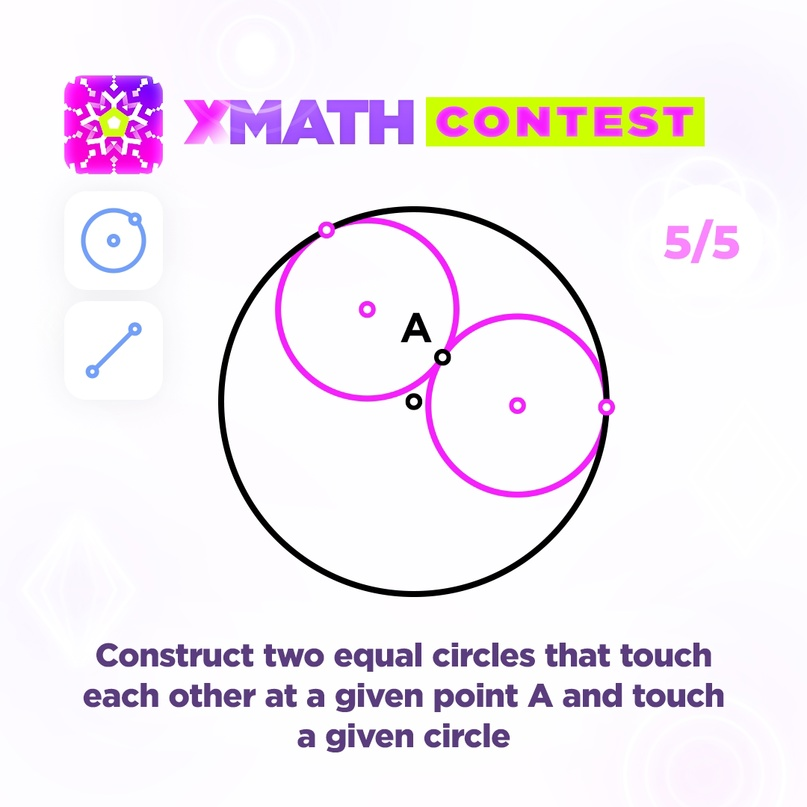 XMATH CONTEST
5/5
A
Construct two equal circles that touch
each other at a given point A and touch
a given circle